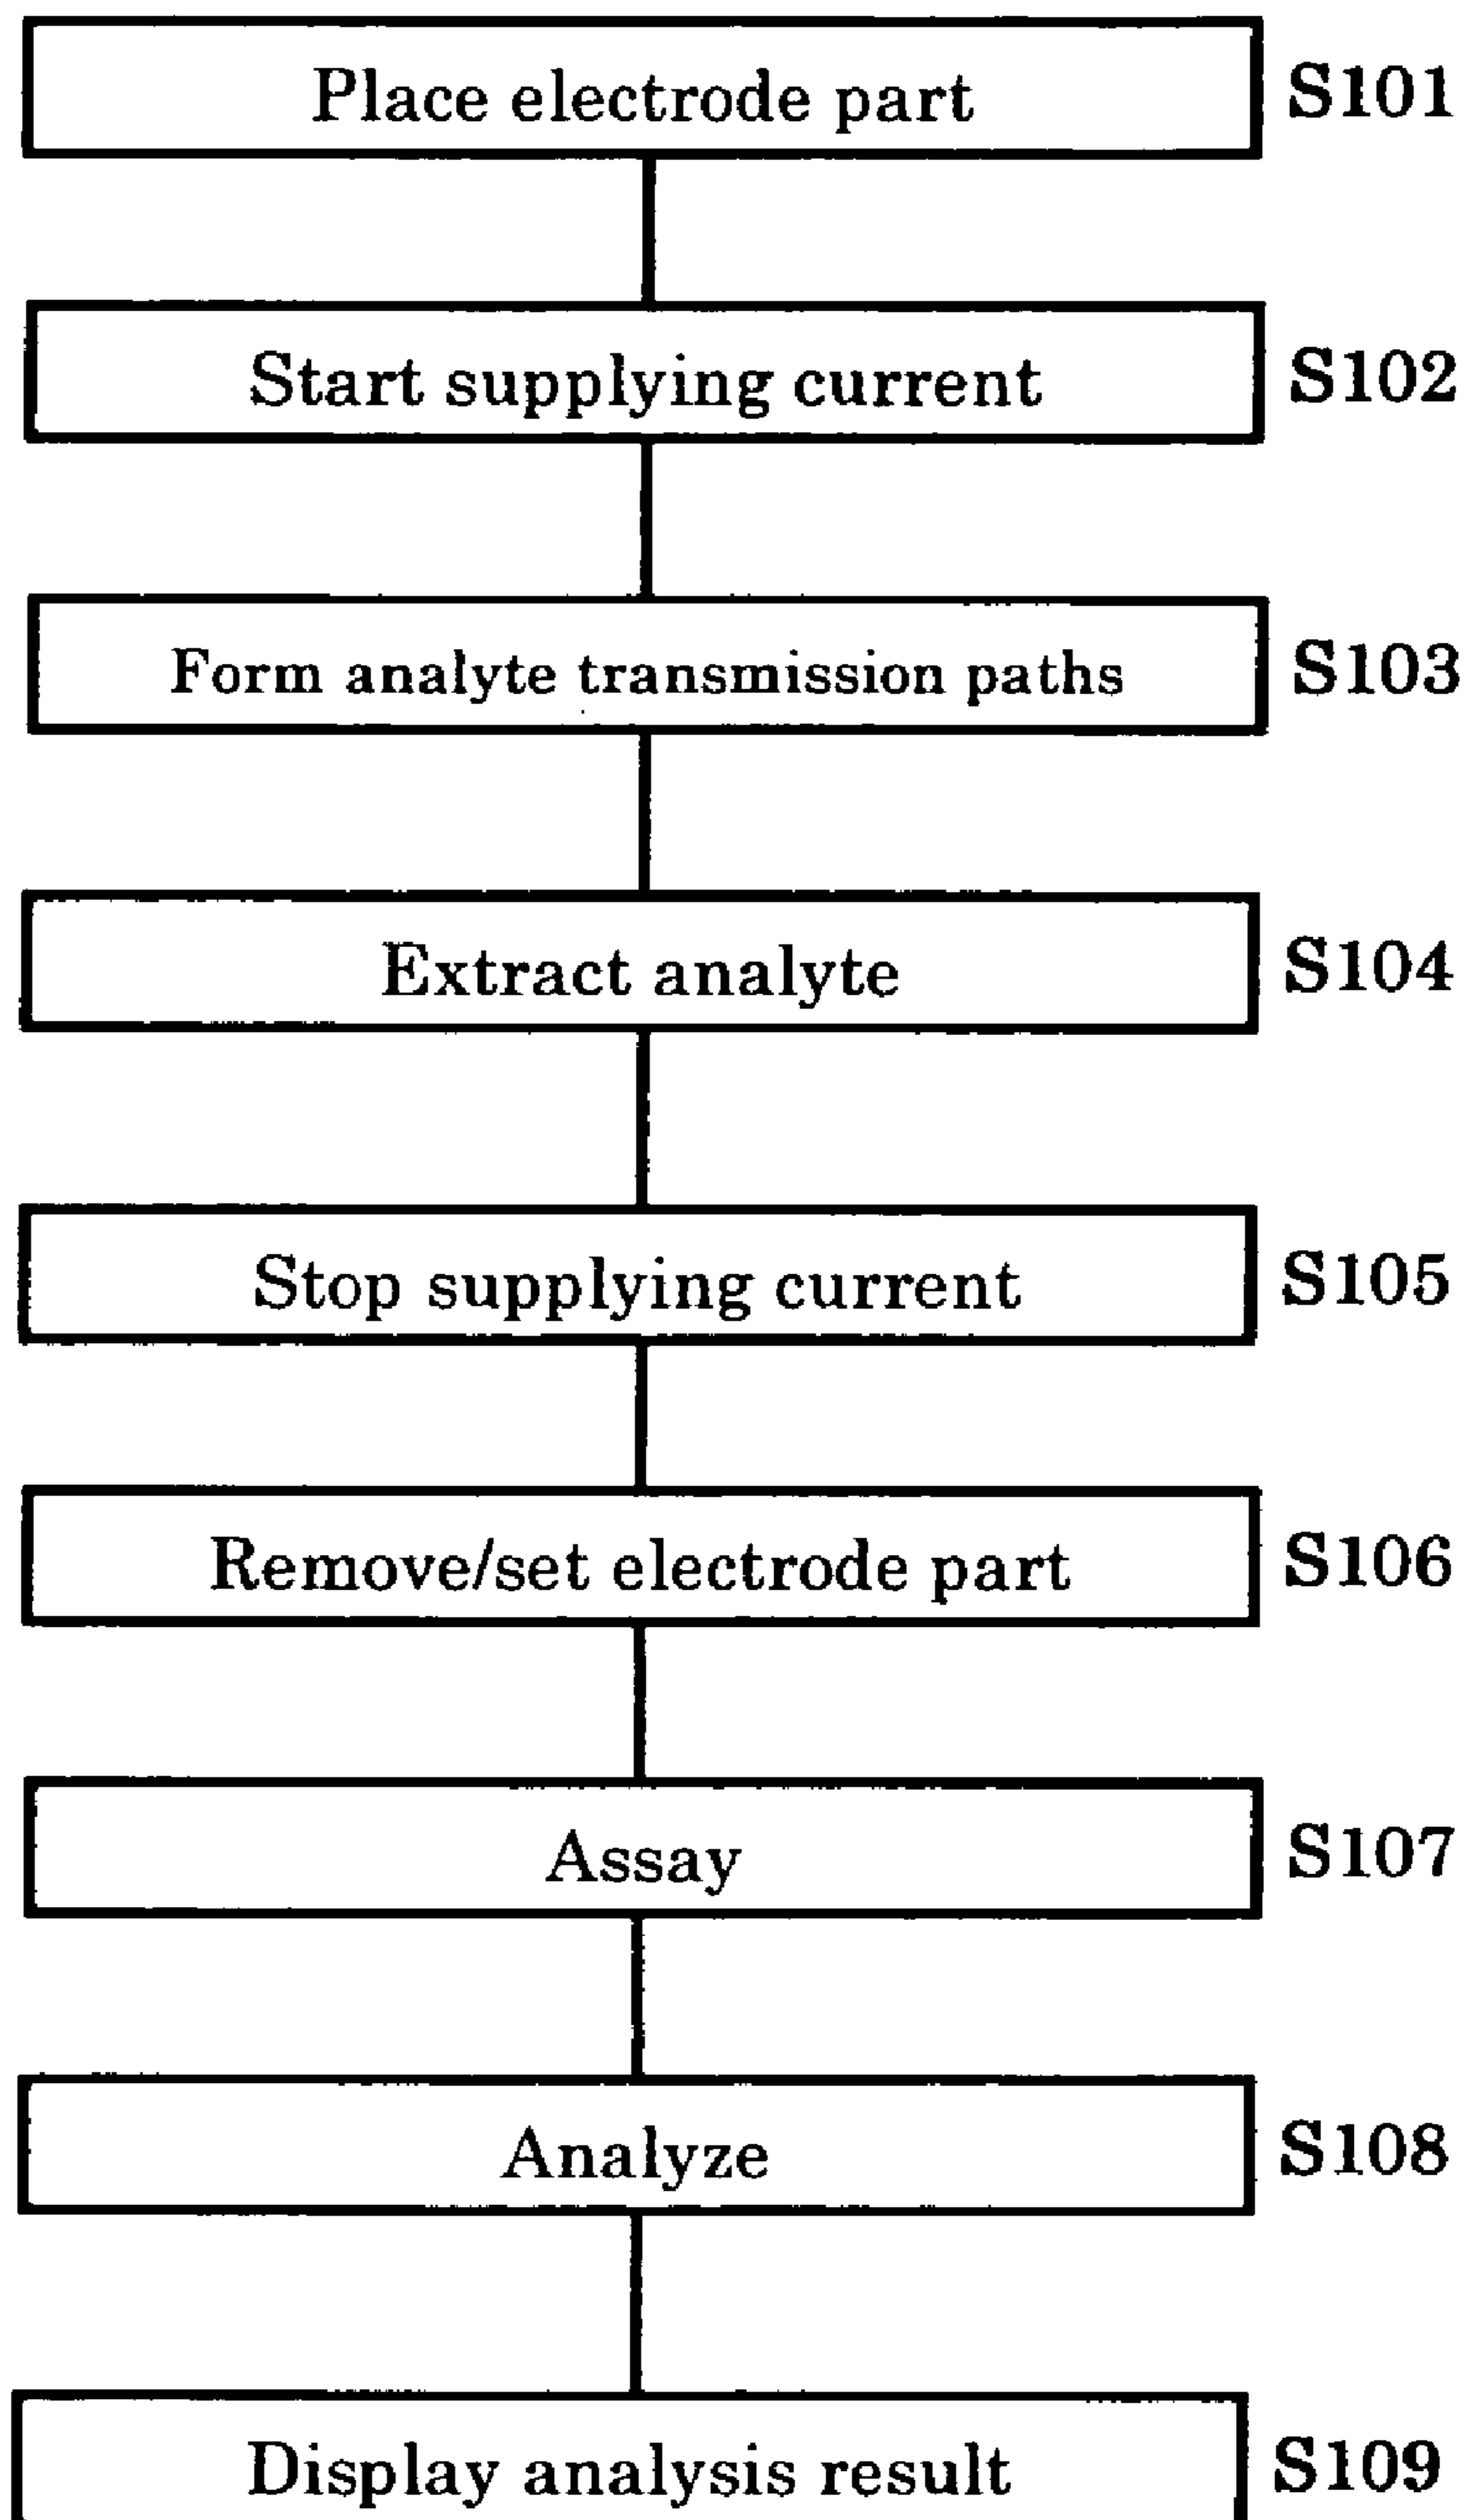 Place electrode part S101
Start supplying current S102
Form analyte transmission paths S103
Extract analyte S104
Stop supplying current S105
Remove/set electrode part S106
Assay S107
Analyze S108
Display analysis result S109